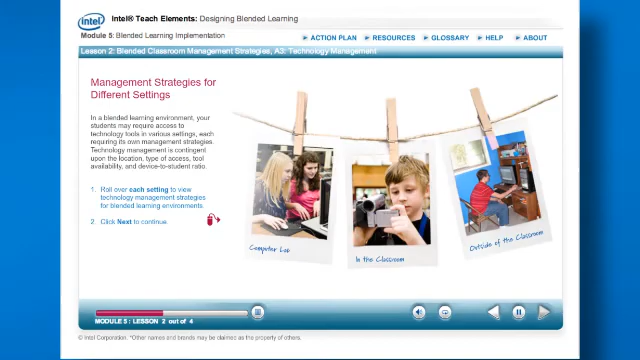 intel
Intel® Teach Elements: Designing Blended Learning
Module 5: Blended Learning Implementation
ACTION PLAN RESOURCES GLOSSARY HELP ABOUT
Lesson 2: Blended Classroom Management Strategies, A3: Technology Management
Management Strategies for
Different Settings
In a blended learning environment, your
students may require access to
technology tools in various settings, each
requiring its own management strategies.
Technology management is contingent
upon the location, type of access, tool
availability, and device-to-student ratio.
1. Roll over each setting to view
technology management strategies
for blended learning environments.
2. Click Next to continue.
Computer Lab
In the Classroom
Outside of the Classroom
MODULE 5 : LESSON 2 out of 4
© Intel Corporation. *Other names and brands may be claimed as the property of others.